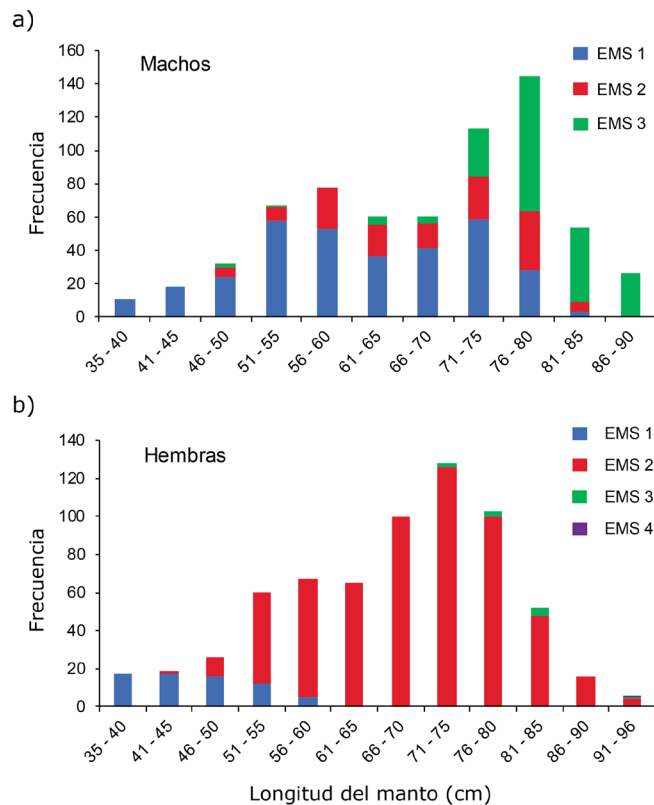 a)
Machos
EMS 1
EMS 2
EMS 3
Frecuencia
160
140
120
100
80
60
40
20
0
35 - 40
41 - 45
46 - 50
51 - 55
56 - 60
61 - 65
66 - 70
71 - 75
76 - 80
81 - 85
86 - 90
b)
Hembras
EMS 1
EMS 2
EMS 3
EMS 4
Frecuencia
140
120
100
80
60
40
20
0
35 - 40
41 - 45
46 - 50
51 - 55
56 - 60
61 - 65
66 - 70
71 - 75
76 - 80
81 - 85
86 - 90
91 - 96
Longitud del manto (cm)